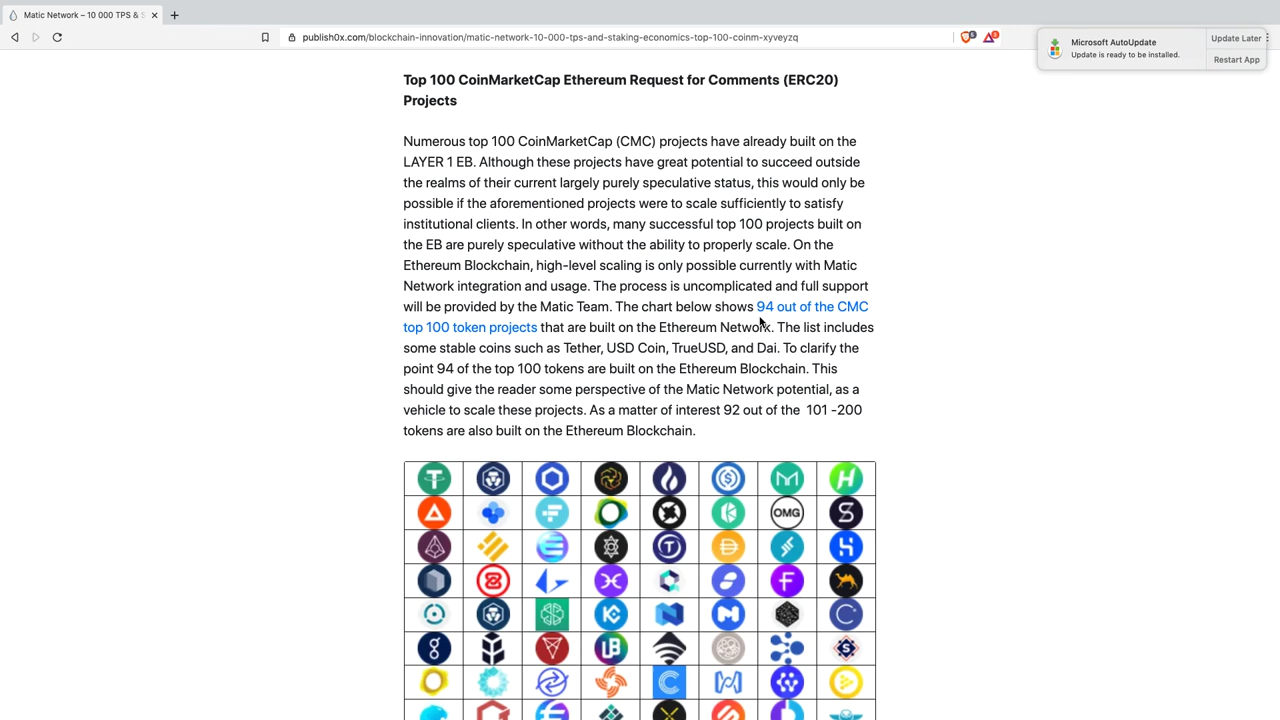 Matic Network – 10 000 TPS & S
publish0x.com/blockchain-innovation/matic-network-10-000-tps-and-staking-economics-top-100-coinm-xyveyzq
Microsoft AutoUpdate
Update is ready to be installed.
Update Later
Restart App
Top 100 CoinMarketCap Ethereum Request for Comments (ERC20)
Projects
Numerous top 100 CoinMarketCap (CMC) projects have already built on the
LAYER 1 EB. Although these projects have great potential to succeed outside
the realms of their current largely purely speculative status, this would only be
possible if the aforementioned projects were to scale sufficiently to satisfy
institutional clients. In other words, many successful top 100 projects built on
the EB are purely speculative without the ability to properly scale. On the
Ethereum Blockchain, high-level scaling is only possible currently with Matic
Network integration and usage. The process is uncomplicated and full support
will be provided by the Matic Team. The chart below shows 94 out of the CMC
top 100 token projects that are built on the Ethereum Network. The list includes
some stable coins such as Tether, USD Coin, TrueUSD, and Dai. To clarify the
point 94 of the top 100 tokens are built on the Ethereum Blockchain. This
should give the reader some perspective of the Matic Network potential, as a
vehicle to scale these projects. As a matter of interest 92 out of the  101 -200
tokens are also built on the Ethereum Blockchain.
OMG